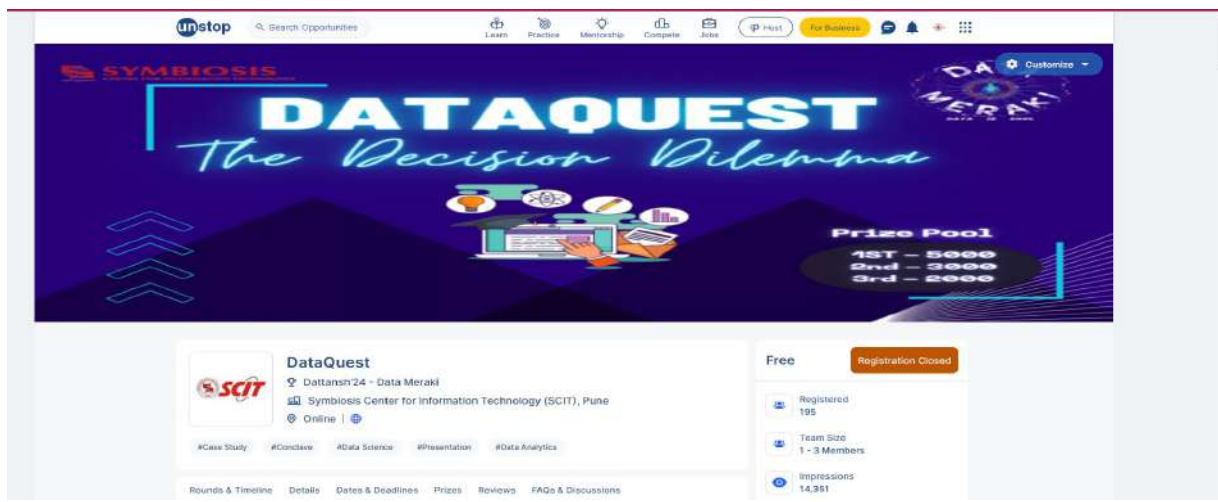 unstop
Search Opportunities
Learn
Practice
Mentorship
Compete
Jobs
Host
For Business
Customize
SYMBIOSIS
DATA
MERAKI
DATAQUEST
The Decision Dilemma
Prize Pool
1ST - 5000
2nd - 3000
3rd - 2000
SCIT
DataQuest
Dattansh'24 - Data Meraki
Symbiosis Center for Information Technology (SCIT), Pune
Online
#Case Study #Conclave #Data Science #Presentation #Data Analytics
Rounds & Timeline Details Dates & Deadlines Prizes Reviews FAQs & Discussions
Free
Registration Closed
Registered
195
Team Size
1 - 3 Members
Impressions
14,351